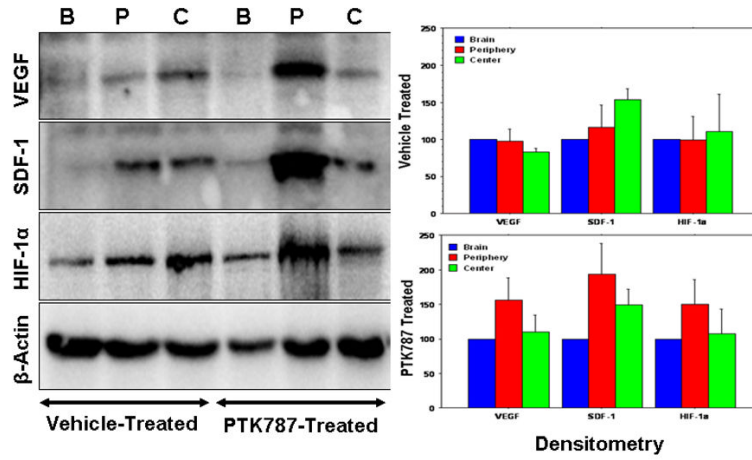 B P C B P C
VEGF
SDF-1
HIF-1α
β-Actin
Vehicle-Treated PTK787-Treated
250
200
150
100
50
0
Vehicle Treated
Brain
Periphery
Center
VEGF SDF-1 HIF-1α
250
200
150
100
50
0
PTK787 Treated
Brain
Periphery
Center
VEGF SDF-1 HIF-1α
Densitometry